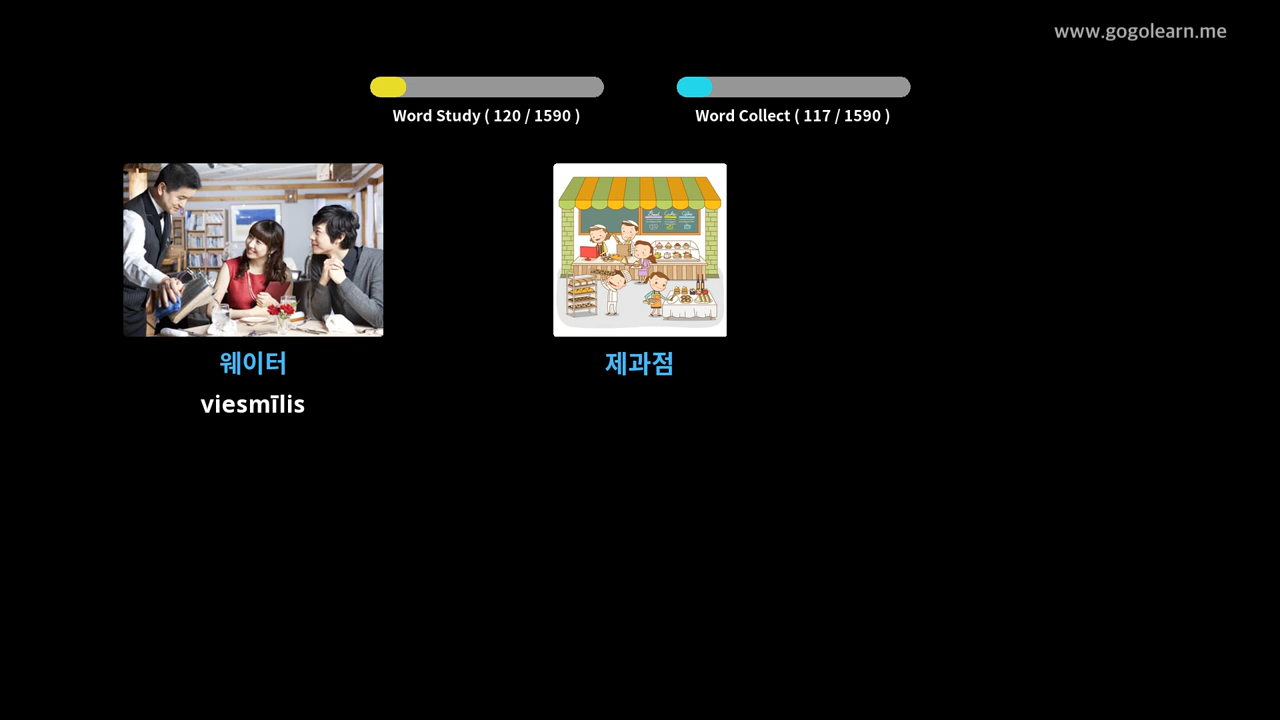 www.gogolearn.me
Word Study ( 120 / 1590 )
Word Collect ( 117 / 1590 )
웨이터
제과점
viesmīlis